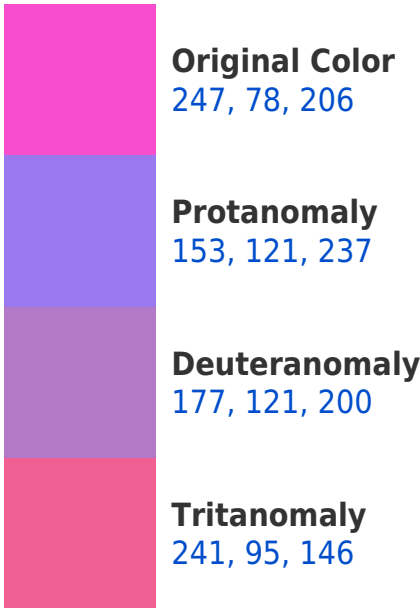 Original Color
247, 78, 206
Protanomaly
153, 121, 237
Deuteranomaly
177, 121, 200
Tritanomaly
241, 95, 146